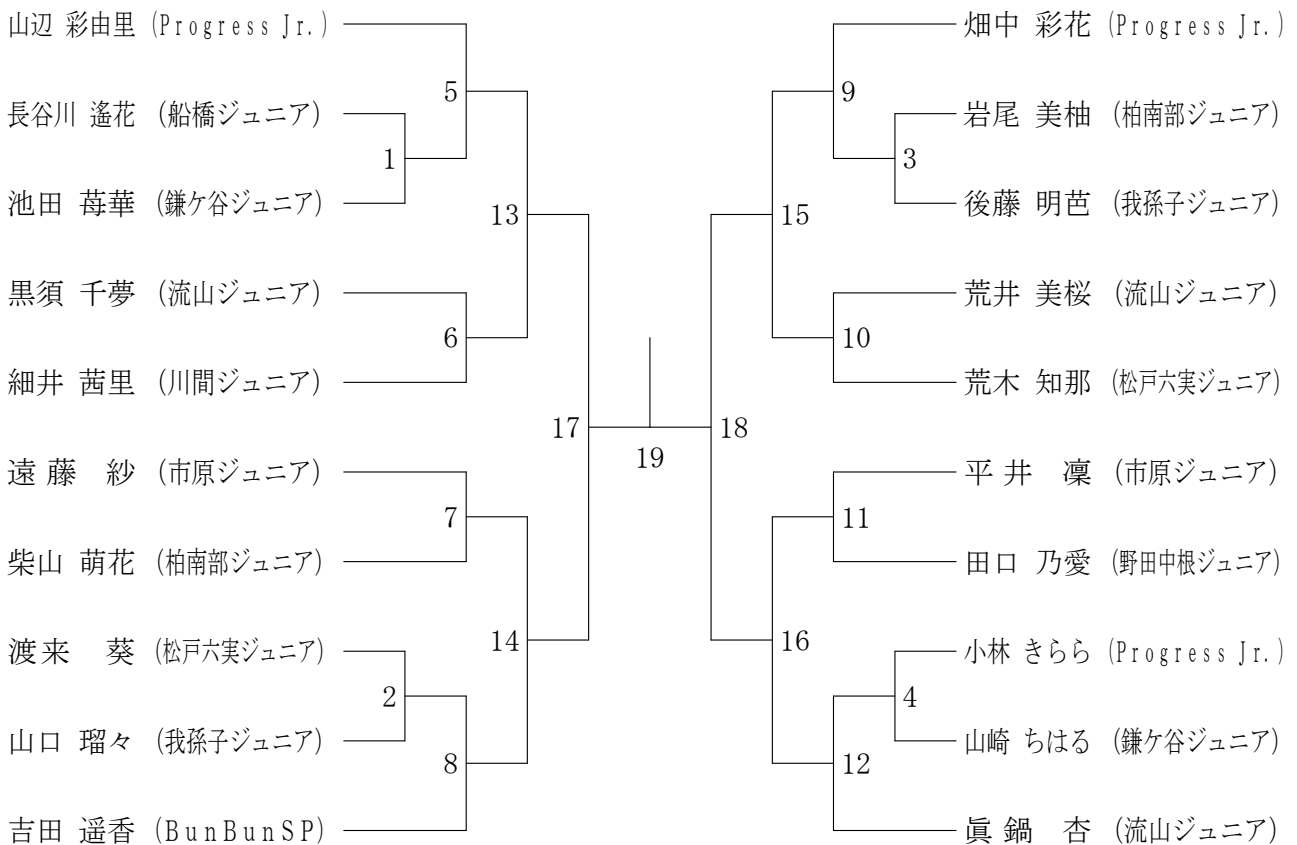 山辺 彩由里 (Progress Jr.)
長谷川 遙花 (船橋ジュニア)
池田 苺華 (鎌ケ谷ジュニア)
黒須 千夢 (流山ジュニア)
細井 茜里 (川間ジュニア)
遠藤 紗 (市原ジュニア)
柴山 萌花 (柏南部ジュニア)
渡来 葵 (松戸六実ジュニア)
山口 瑠々 (我孫子ジュニア)
吉田 遥香 (BunBunSP)
1
2
5
6
7
8
13
14
17
19
18
15
16
9
10
11
12
3
4
畑中 彩花 (Progress Jr.)
岩尾 美柚 (柏南部ジュニア)
後藤 明芭 (我孫子ジュニア)
荒井 美桜 (流山ジュニア)
荒木 知那 (松戸六実ジュニア)
平井 凜 (市原ジュニア)
田口 乃愛 (野田中根ジュニア)
小林 きらら (Progress Jr.)
山崎 ちはる (鎌ケ谷ジュニア)
眞鍋 杏 (流山ジュニア)